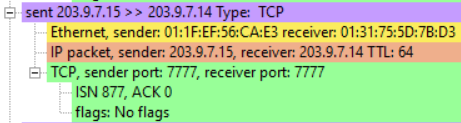 sent 203.9.7.15 >> 203.9.7.14 Type: TCP
Ethernet, sender: 01:1F:EF:56:CA:E3 receiver: 01:31:75:5D:7B:D3
IP packet, sender: 203.9.7.15, receiver: 203.9.7.14 TTL: 64
TCP, sender port: 7777, receiver port: 7777
ISN 877, ACK 0
flags: No flags